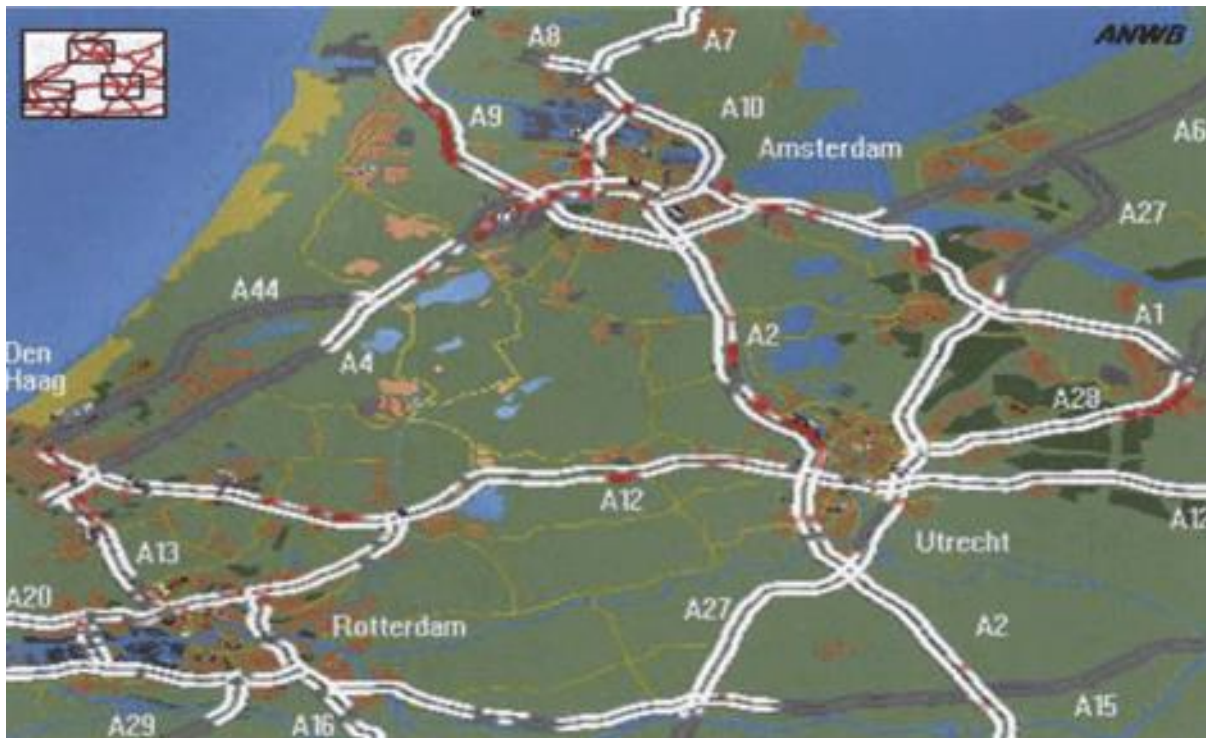 ANWB
A8
A7
A9
A10
Amsterdam
A6
A27
A44
A1
Den
Haag
A4
A2
A28
A12
A12
A13
Utrecht
A20
Rotterdam
A27
A2
A29
A16
A15